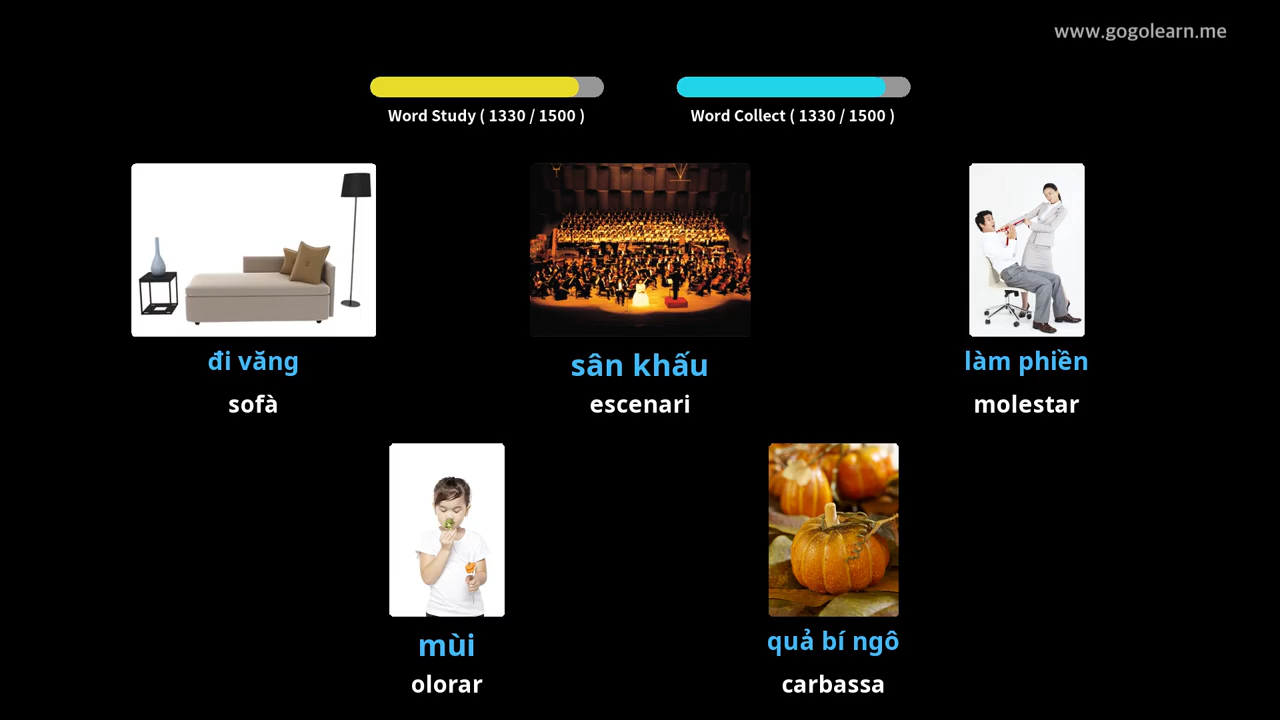 www.gogolearn.me
Word Study ( 1330 / 1500 )
Word Collect ( 1330 / 1500 )
đi văng
sofà
sân khấu
escenari
làm phiền
molestar
mùi
olorar
quả bí ngô
carbassa